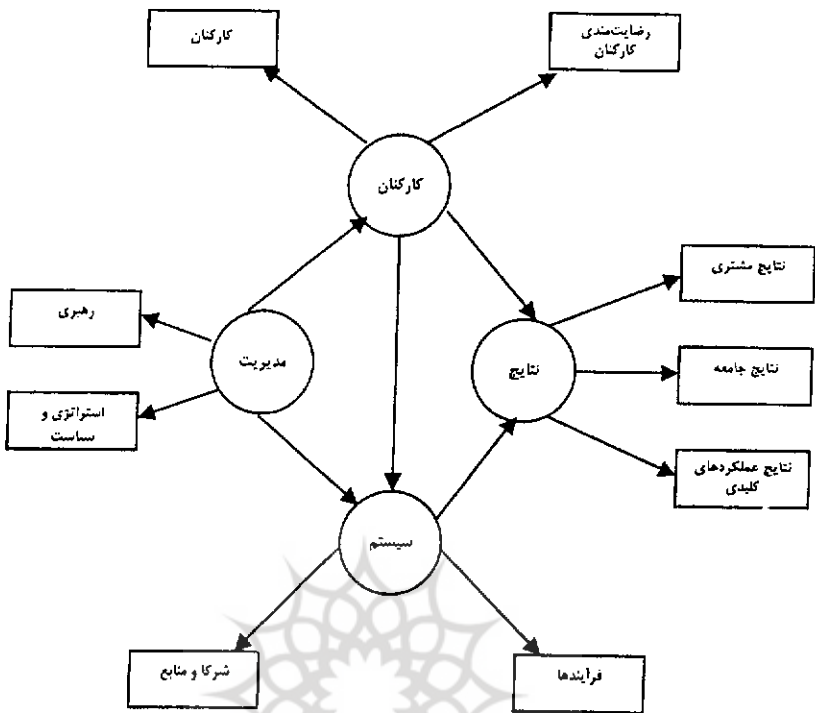 کارکنان
رضایت‌مندی
کارکنان
کارکنان
نتایج مشتری
رهبری
مدیریت
نتایج
نتایج جامعه
استراتژی و
سیاست
نتایج عملکردهای
کلیدی
سیستم
شرکا و منابع
فرآیندها